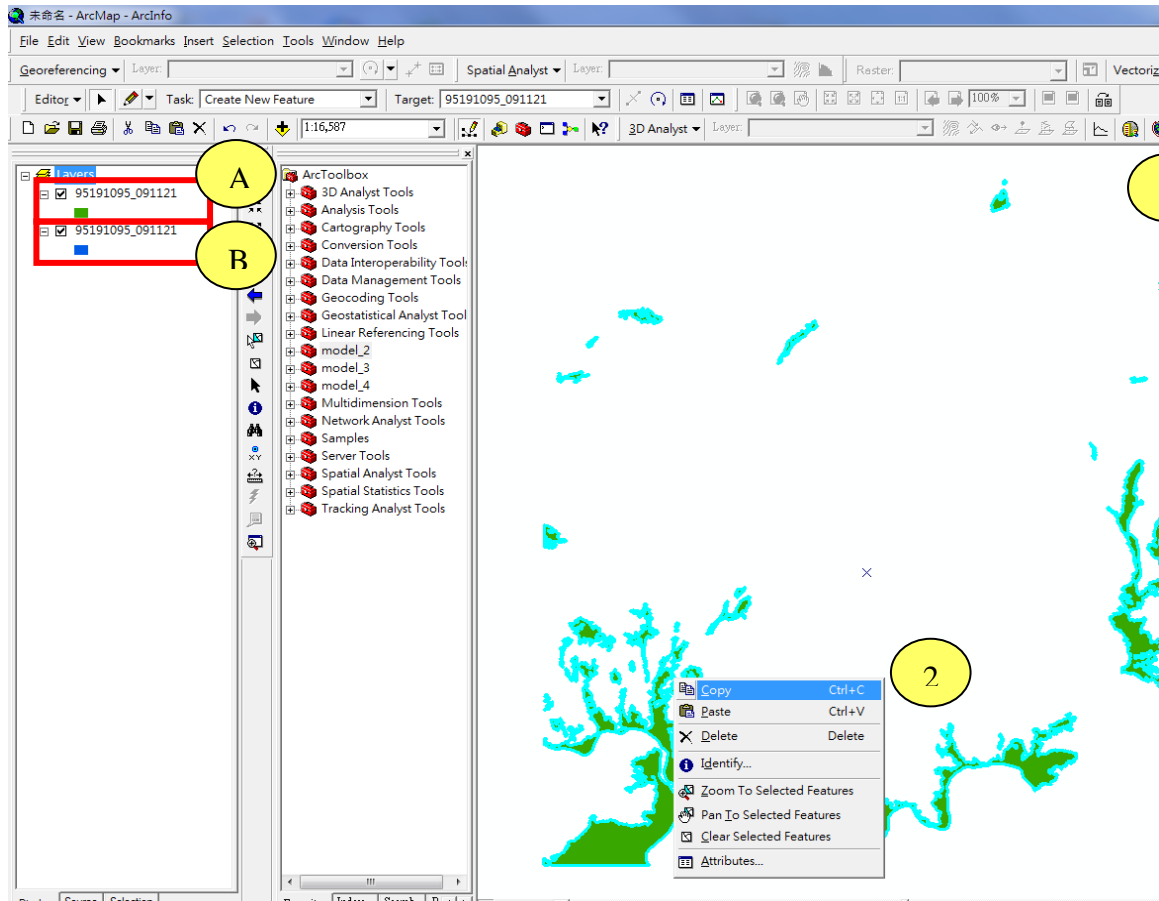 未命名 - ArcMap - ArcInfo
File Edit View Bookmarks Insert Selection Tools Window Help
Georeferencing Layer: Spatial Analyst Layer: Raster: Vectoriz
Editor Task: Create New Feature Target: 95191095_091121 100%
1:16,587 3D Analyst Layer:
Layers
95191095_091121
95191095_091121
A
B
XY
ArcToolbox
3D Analyst Tools
Analysis Tools
Cartography Tools
Conversion Tools
Data Interoperability Tools
Data Management Tools
Geocoding Tools
Geostatistical Analyst Tool
Linear Referencing Tools
model_2
model_3
model_4
Multidimension Tools
Network Analyst Tools
Samples
Server Tools
Spatial Analyst Tools
Spatial Statistics Tools
Tracking Analyst Tools
2
Copy Ctrl+C
Paste Ctrl+V
Delete Delete
Identify...
Zoom To Selected Features
Pan To Selected Features
Clear Selected Features
Attributes...
Source Selection
Index